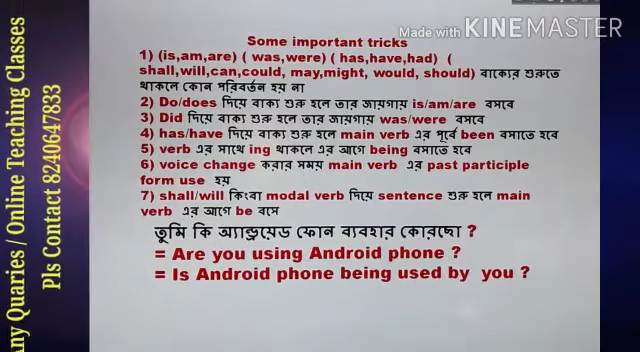 Made with KINEMASTER
Any Quaries / Online Teaching Classes
Pls Contact 8240647833
Some important tricks
1) (is,am,are) ( was,were) ( has,have,had) (
shall,will,can,could, may,might, would, should) বাক্যের শুরুতে
থাকলে কোন পরিবর্তন হয় না
2) Do/does দিয়ে বাক্য শুরু হলে তার জায়গায় is/am/are বসবে
3) Did দিয়ে বাক্য শুরু হলে তার জায়গায় was/were বসবে
4) has/have দিয়ে বাক্য শুরু হলে main verb এর পূর্বে been বসাতে হবে
5) verb এর সাথে ing থাকলে এর আগে being বসাতে হবে
6) voice change করার সময় main verb এর past participle
form use হয়
7) shall/will কিংবা modal verb দিয়ে sentence শুরু হলে main
verb এর আগে be বসে
তুমি কি অ্যান্ড্রয়েড ফোন ব্যবহার কোরছো ?
= Are you using Android phone ?
= Is Android phone being used by you ?